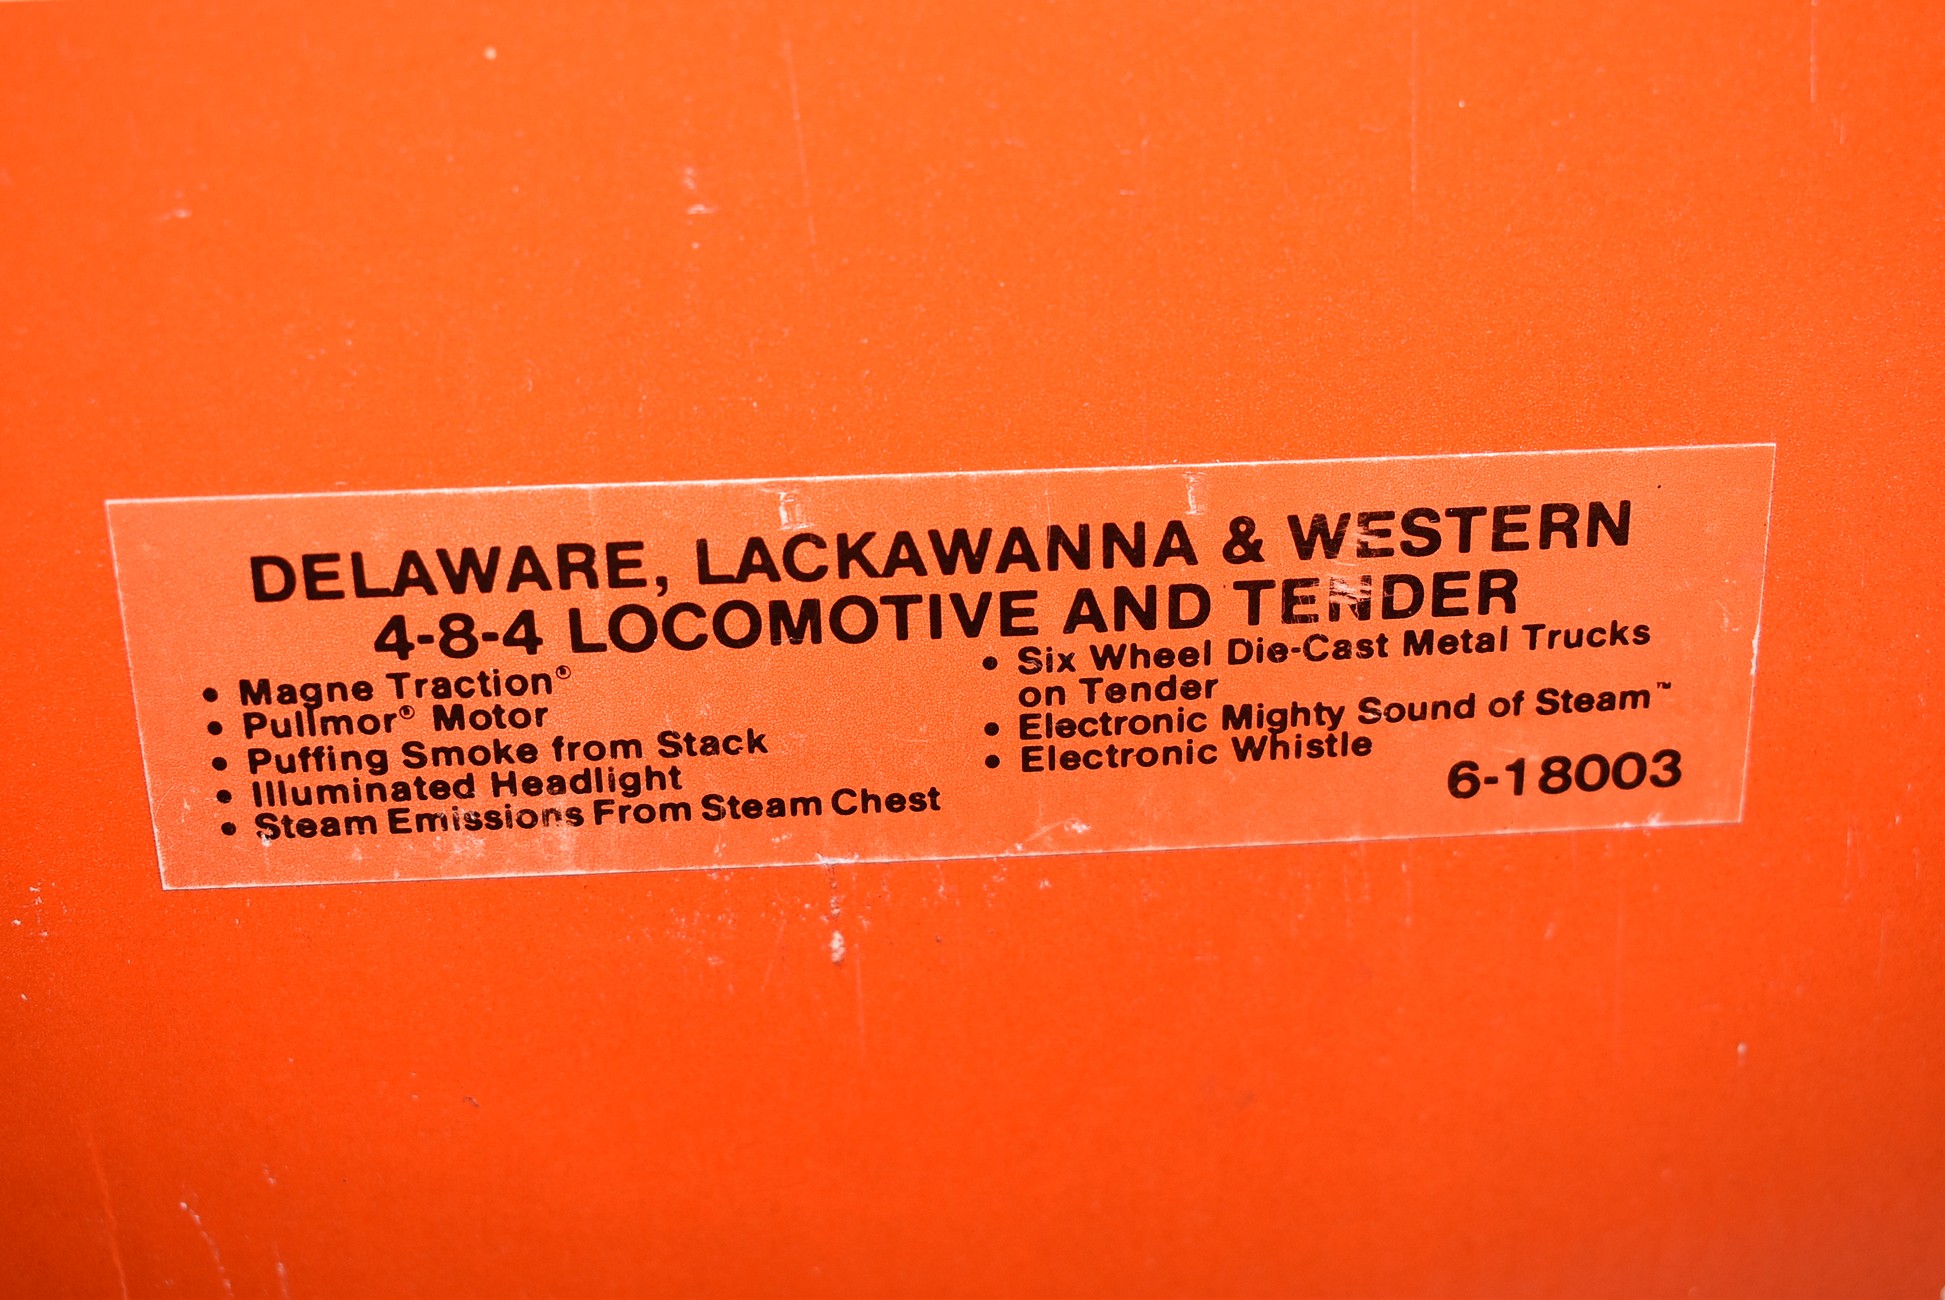 DELAWARE, LACKAWANNA & WESTERN
4-8-4 LOCOMOTIVE AND TENDER
• Magne Traction®
• Pullmor® Motor
• Puffing Smoke from Stack
• Illuminated Headlight
• Steam Emissions From Steam Chest
• Six Wheel Die-Cast Metal Trucks
on Tender
• Electronic Mighty Sound of Steam™
• Electronic Whistle
6-18003